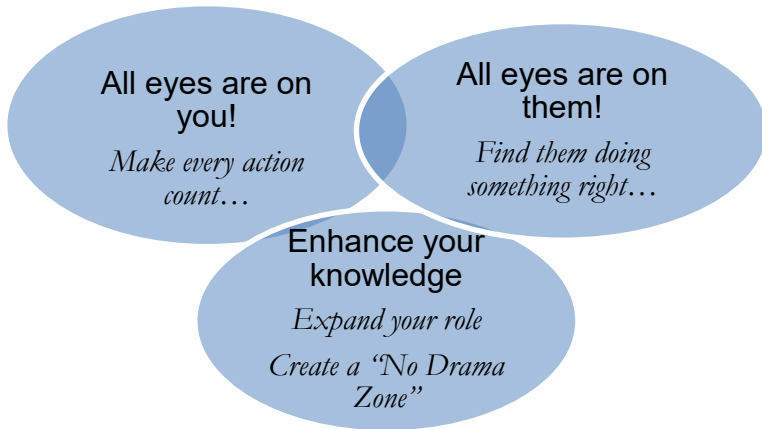 All eyes are on
you!
Make every action
count…
All eyes are on
them!
Find them doing
something right…
Enhance your
knowledge
Expand your role
Create a “No Drama
Zone”